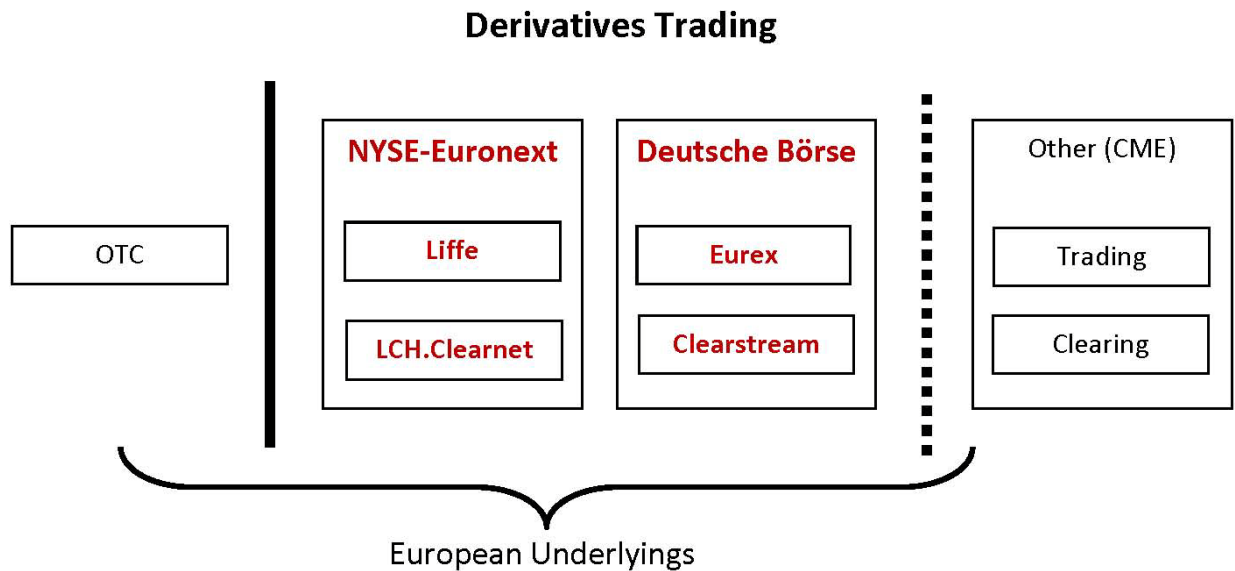 Derivatives Trading
OTC
NYSE-Euronext
Liffe
LCH.Clearnet
Deutsche Börse
Eurex
Clearstream
Other (CME)
Trading
Clearing
European Underlyings